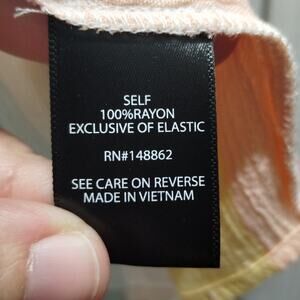 SELF
100%RAYON
EXCLUSIVE OF ELASTIC
RN#148862
SEE CARE ON REVERSE
MADE IN VIETNAM